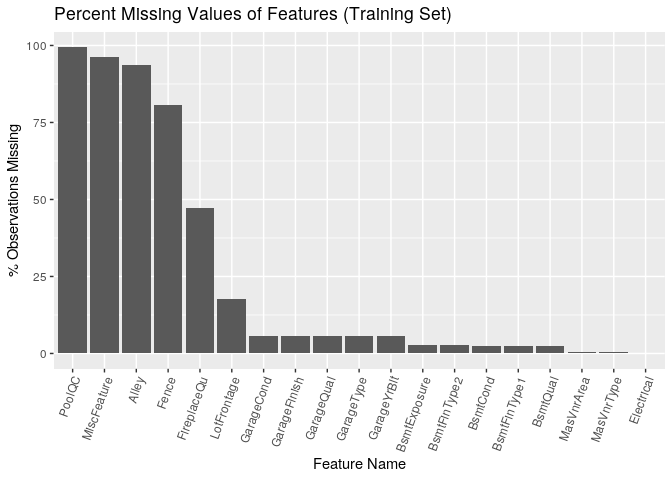 Percent Missing Values of Features (Training Set)
100
75
50
25
0
% Observations Missing
PoolQC
MiscFeature
Alley
Fence
FireplaceQu
LotFrontage
GarageCond
GarageFinish
GarageQual
GarageType
GarageYrBlt
BsmtExposure
BsmtFinType2
BsmtCond
BsmtFinType1
BsmtQual
MasVnrArea
MasVnrType
Electrical
Feature Name